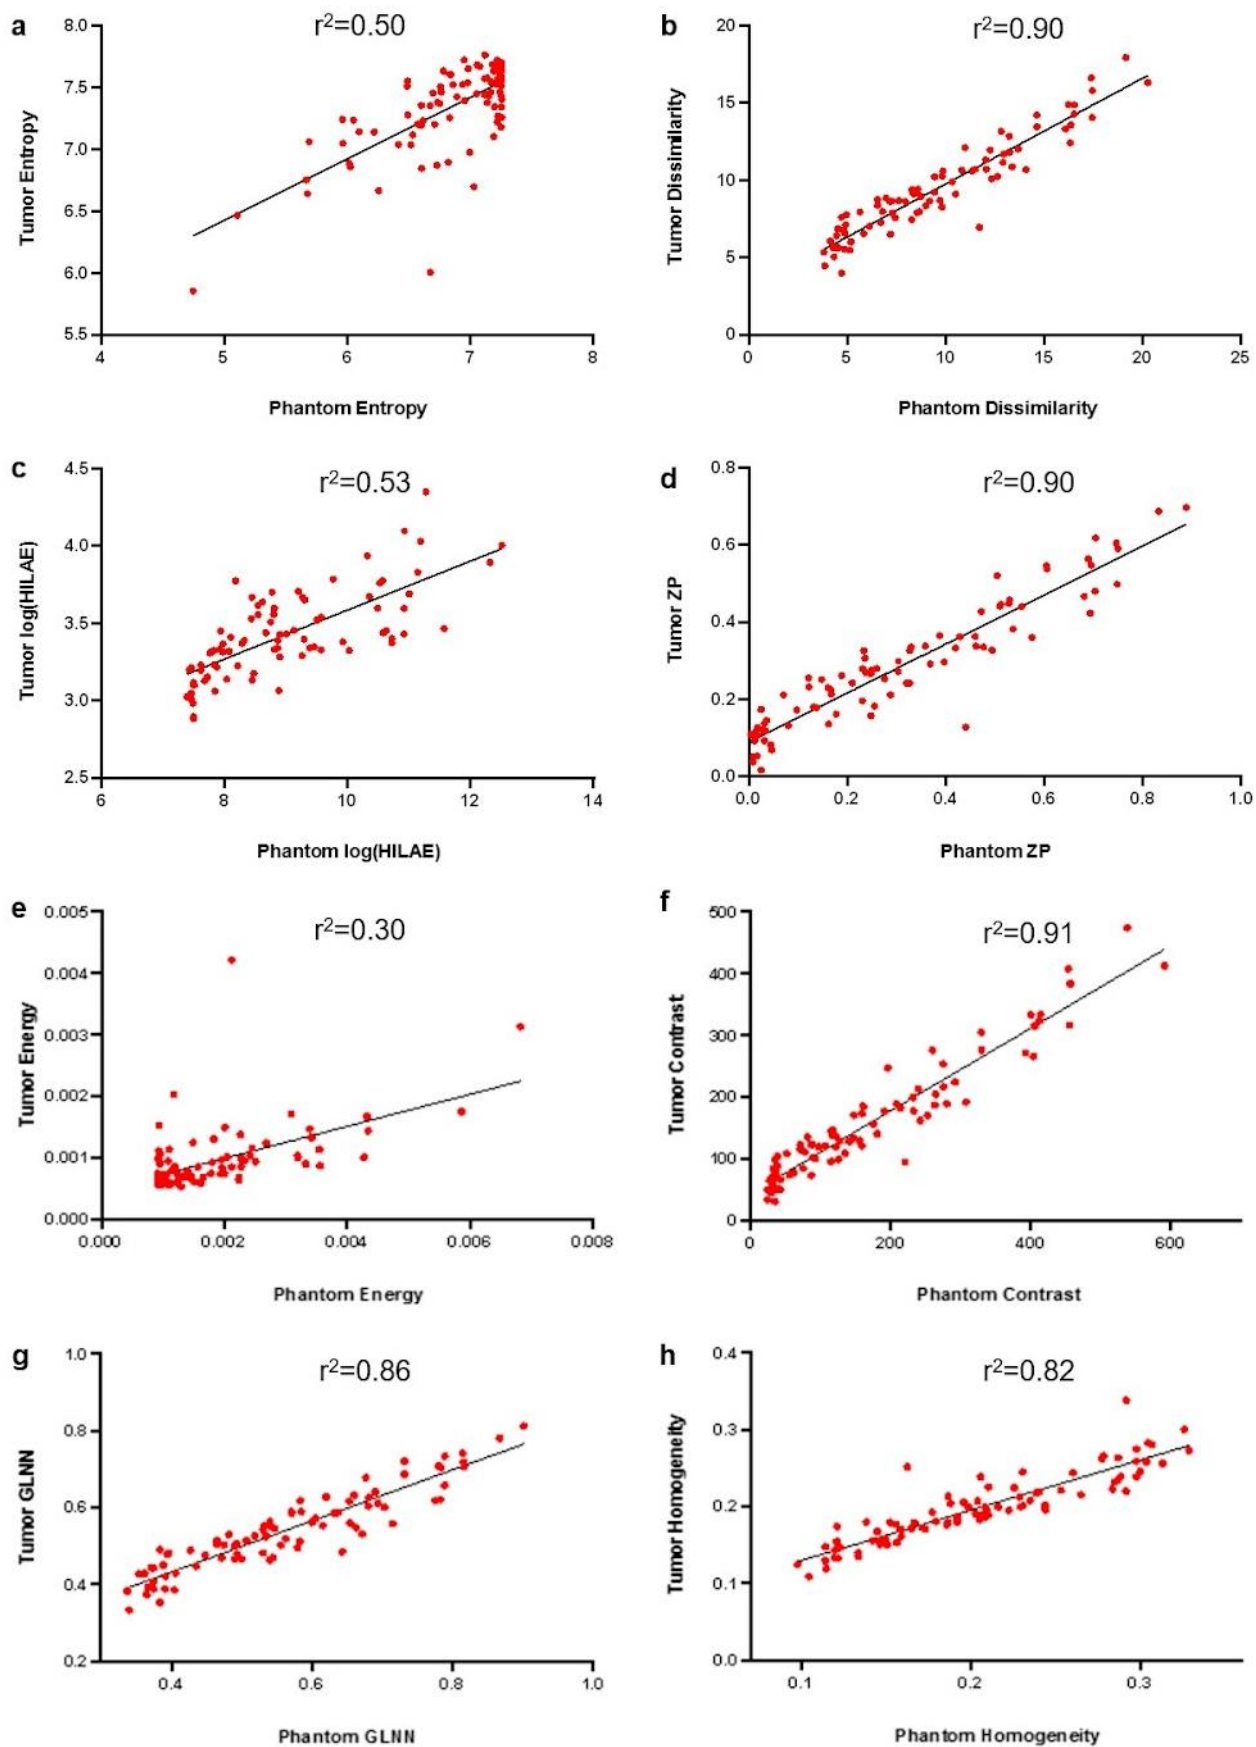 a
r²=0.50
8.0
7.5
7.0
6.5
6.0
5.5
Tumor Entropy
4 5 6 7 8
Phantom Entropy
b
r²=0.90
20
15
10
5
0
Tumor Dissimilarity
0 5 10 15 20 25
Phantom Dissimilarity
c
r²=0.53
4.5
4.0
3.5
3.0
2.5
Tumor log(HILAE)
6 8 10 12 14
Phantom log(HILAE)
d
r²=0.90
0.8
0.6
0.4
0.2
0.0
Tumor ZP
0.0 0.2 0.4 0.6 0.8 1.0
Phantom ZP
e
r²=0.30
0.005
0.004
0.003
0.002
0.001
0.000
Tumor Energy
0.000 0.002 0.004 0.006 0.008
Phantom Energy
f
r²=0.91
500
400
300
200
100
0
Tumor Contrast
0 200 400 600
Phantom Contrast
g
r²=0.86
1.0
0.8
0.6
0.4
0.2
Tumor GLNN
0.4 0.6 0.8 1.0
Phantom GLNN
h
r²=0.82
0.4
0.3
0.2
0.1
0.0
Tumor Homogeneity
0.1 0.2 0.3
Phantom Homogeneity